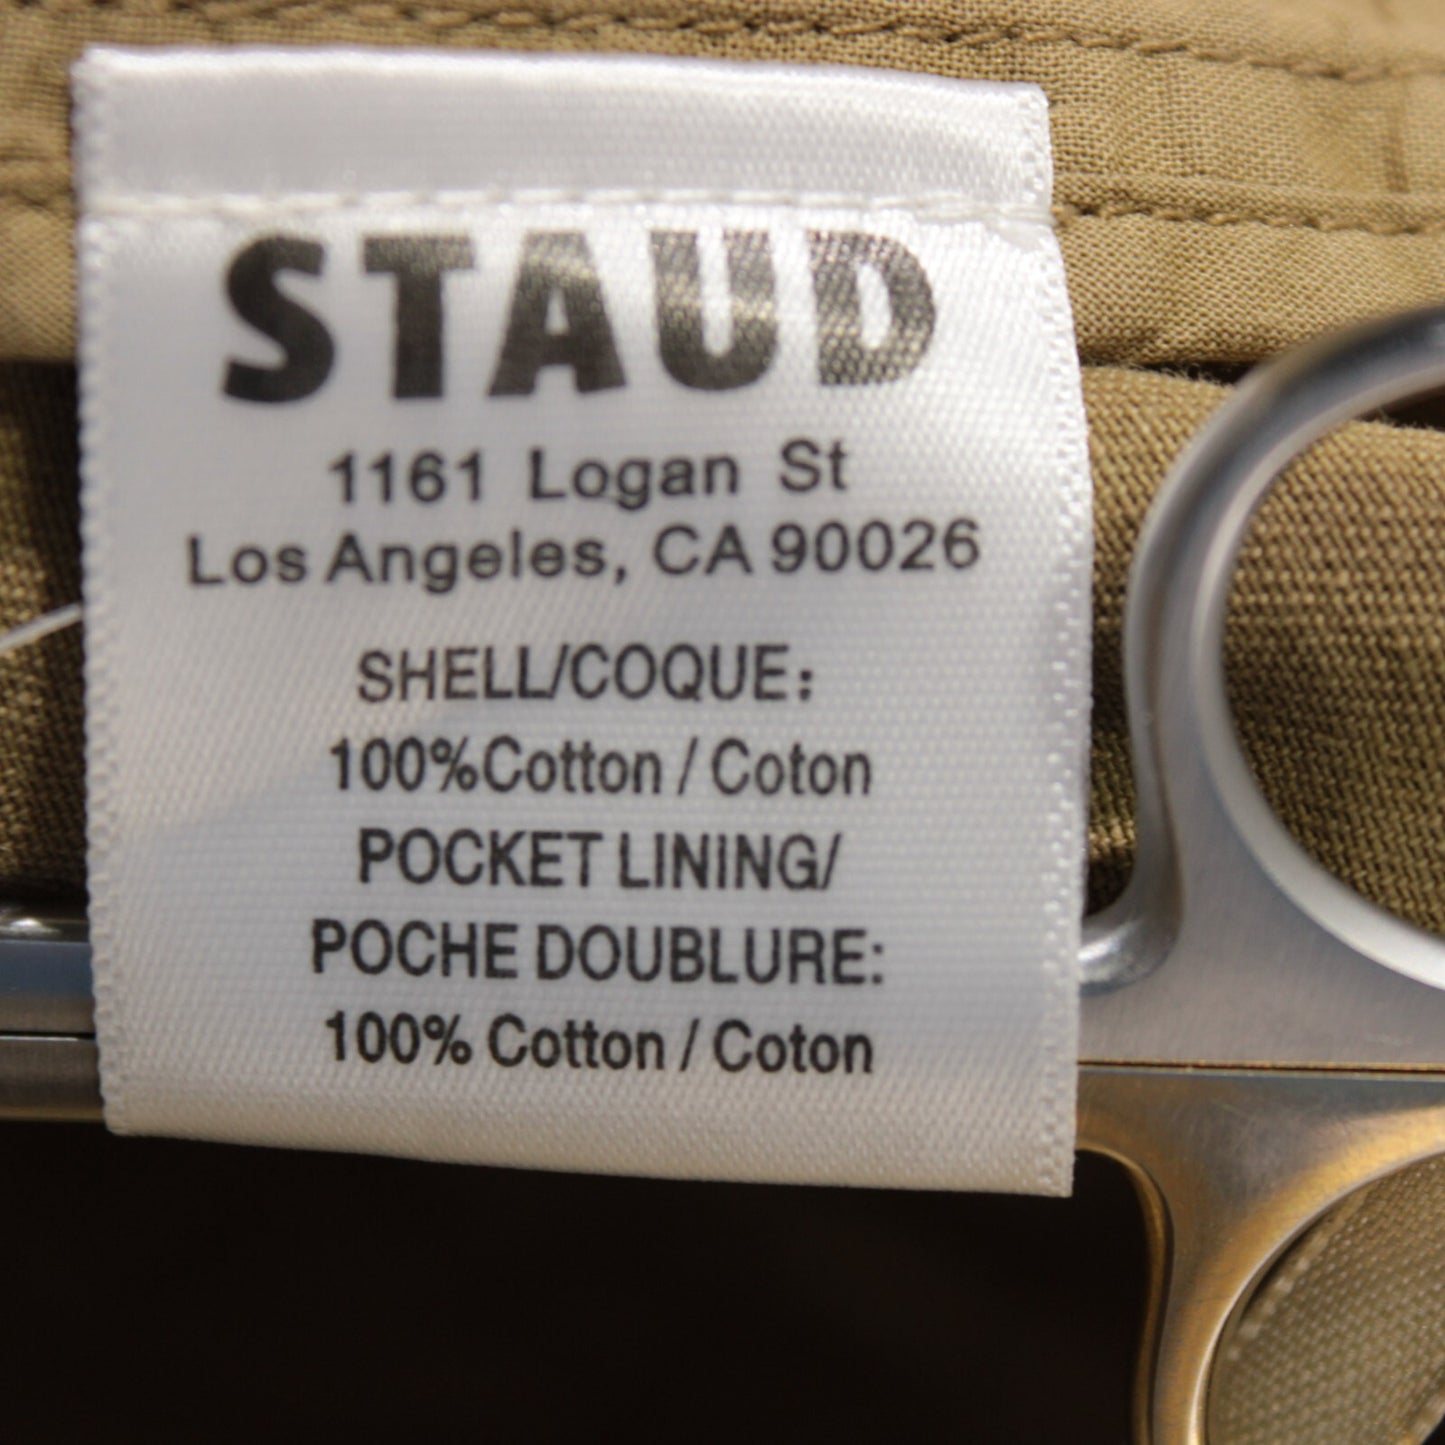 STAUD
1161 Logan St
Los Angeles, CA 90026
SHELL/COQUE:
100%Cotton / Coton
POCKET LINING/
POCHE DOUBLURE:
100% Cotton / Coton